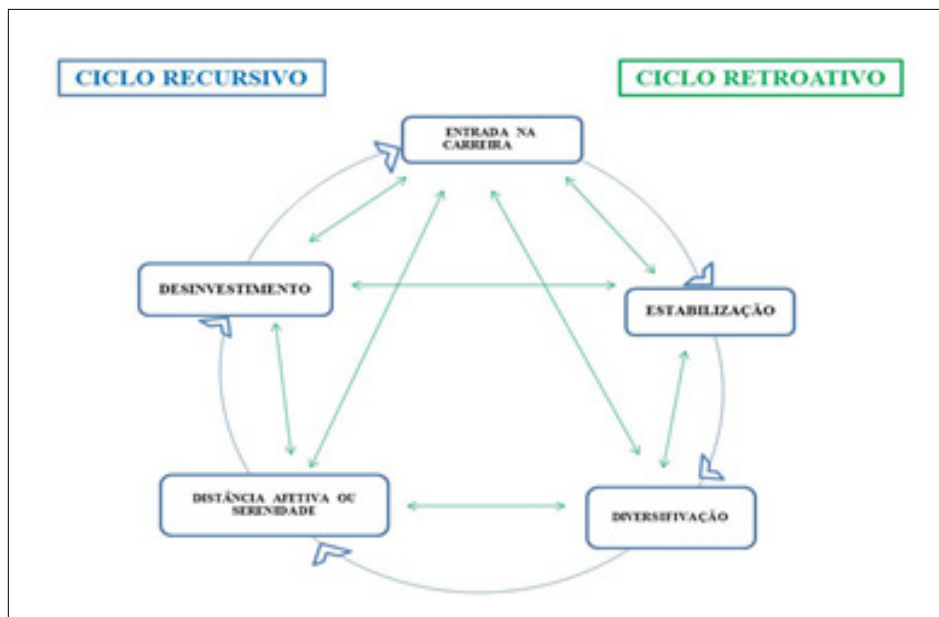 CICLO RECURSIVO
CICLO RETROATIVO
ENTRADA NA
CARREIRA
DESINVESTIMENTO
ESTABILIZAÇÃO
DISTÂNCIA AFETIVA OU
SERENIDADE
DIVERSIFIVAÇÃO